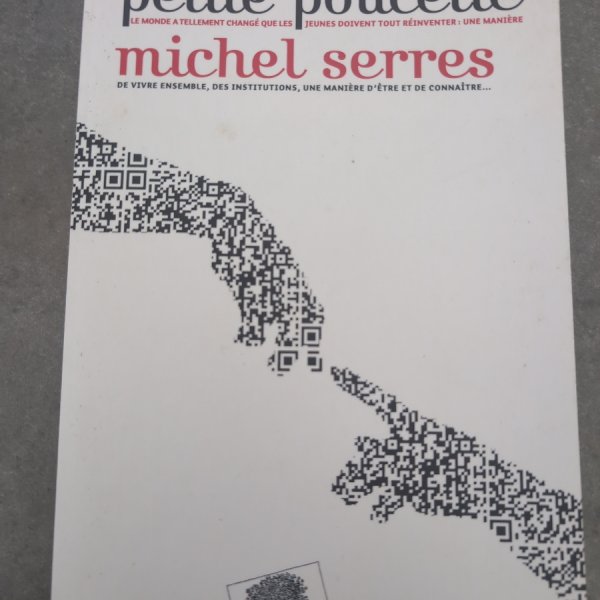 petite poucette
LE MONDE A TELLEMENT CHANGÉ QUE LES JEUNES DOIVENT TOUT RÉINVENTER : UNE MANIÈRE
michel serres
DE VIVRE ENSEMBLE, DES INSTITUTIONS, UNE MANIÈRE D'ÊTRE ET DE CONNAÎTRE...